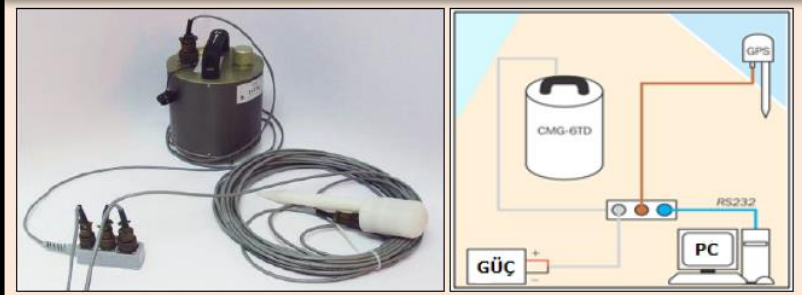 GPS
CMG-6TD
RS232
+
GÜÇ
PC
−